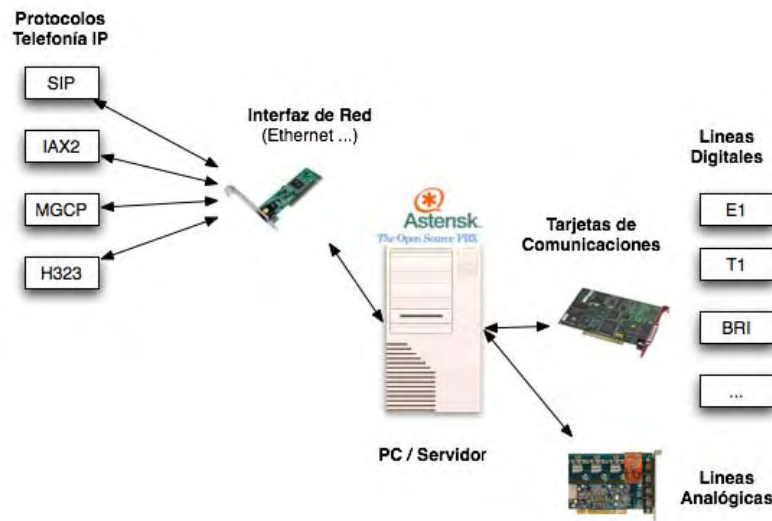 Protocolos
Telefonía IP
SIP
IAX2
MGCP
H323
Interfaz de Red
(Ethernet ...)
Asterisk
The Open Source PBX
PC / Servidor
Tarjetas de
Comunicaciones
Lineas
Digitales
E1
T1
BRI
...
Lineas
Analógicas